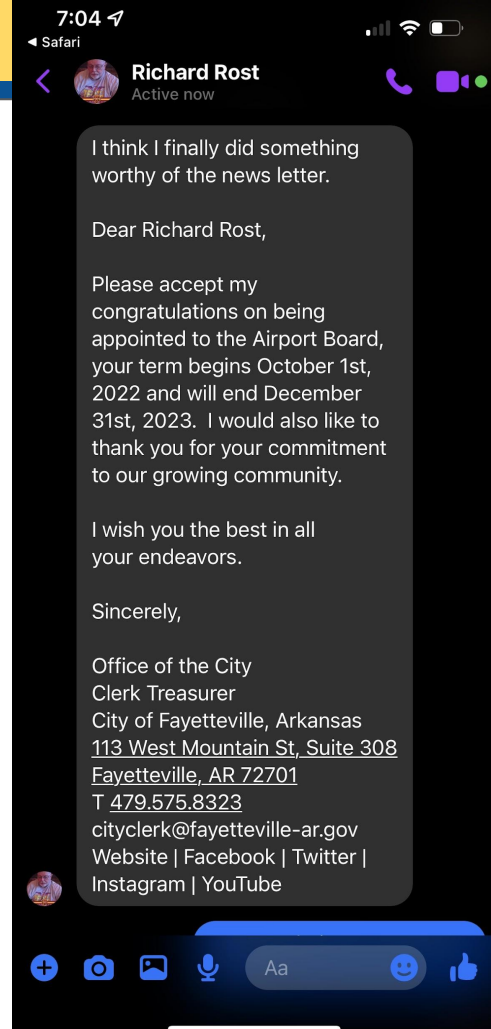 7:04
Safari
Richard Rost
Active now
I think I finally did something
worthy of the news letter.
Dear Richard Rost,
Please accept my
congratulations on being
appointed to the Airport Board,
your term begins October 1st,
2022 and will end December
31st, 2023.  I would also like to
thank you for your commitment
to our growing community.
I wish you the best in all
your endeavors.
Sincerely,
Office of the City
Clerk Treasurer
City of Fayetteville, Arkansas
113 West Mountain St, Suite 308
Fayetteville, AR 72701
T 479.575.8323
cityclerk@fayetteville-ar.gov
Website | Facebook | Twitter |
Instagram | YouTube
Aa